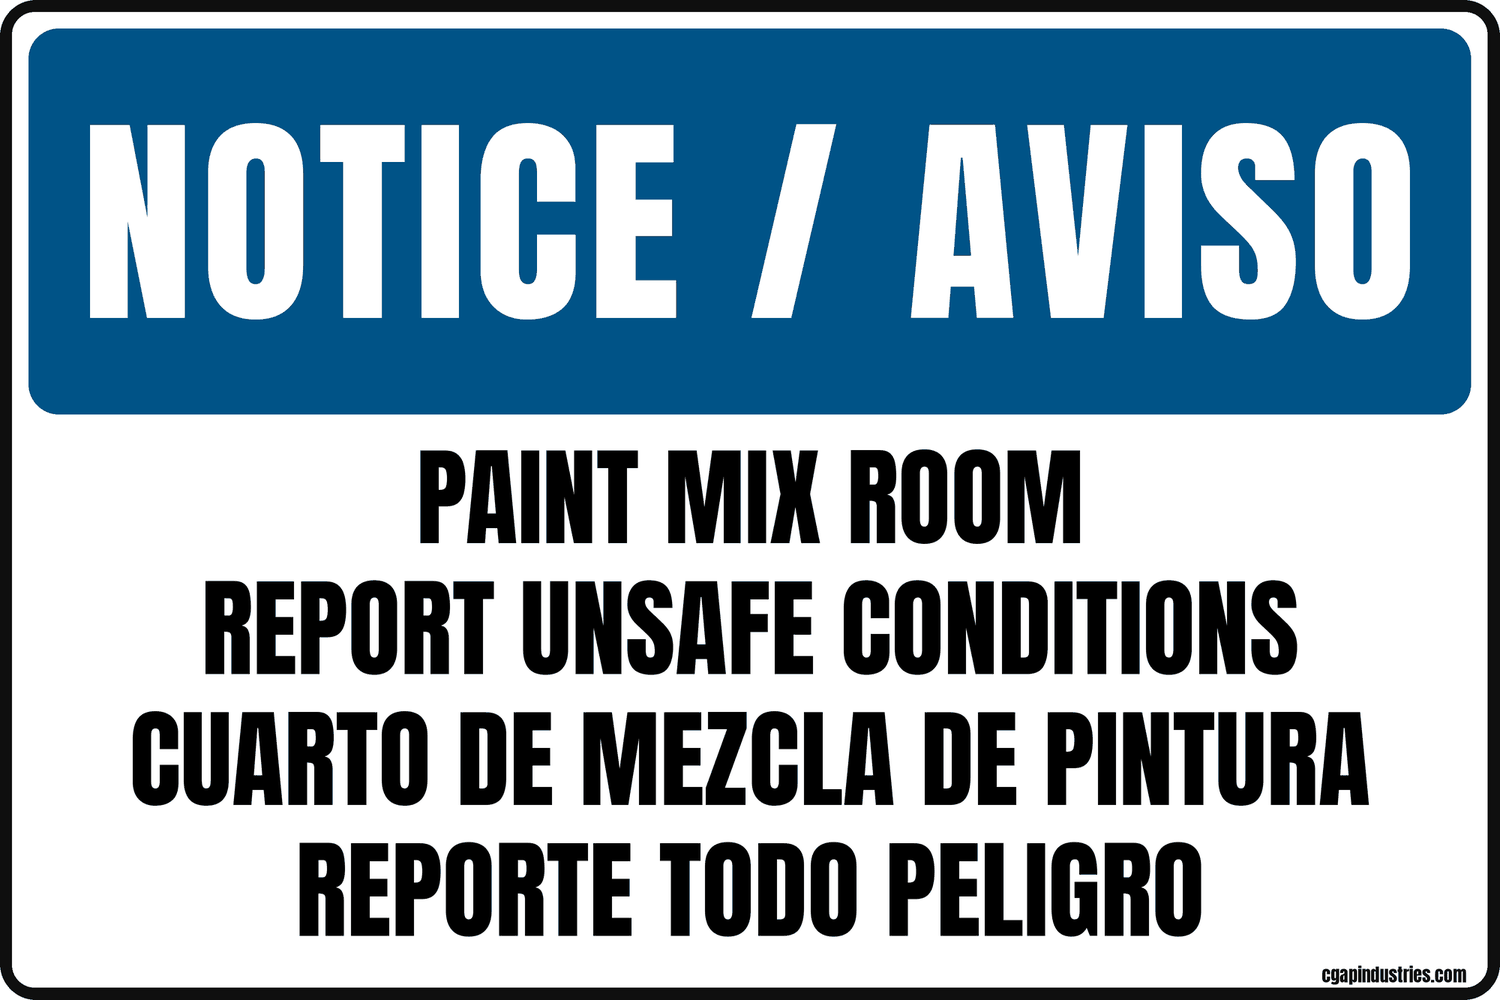 NOTICE / AVISO
PAINT MIX ROOM
REPORT UNSAFE CONDITIONS
CUARTO DE MEZCLA DE PINTURA
REPORTE TODO PELIGRO
cgapindustries.com